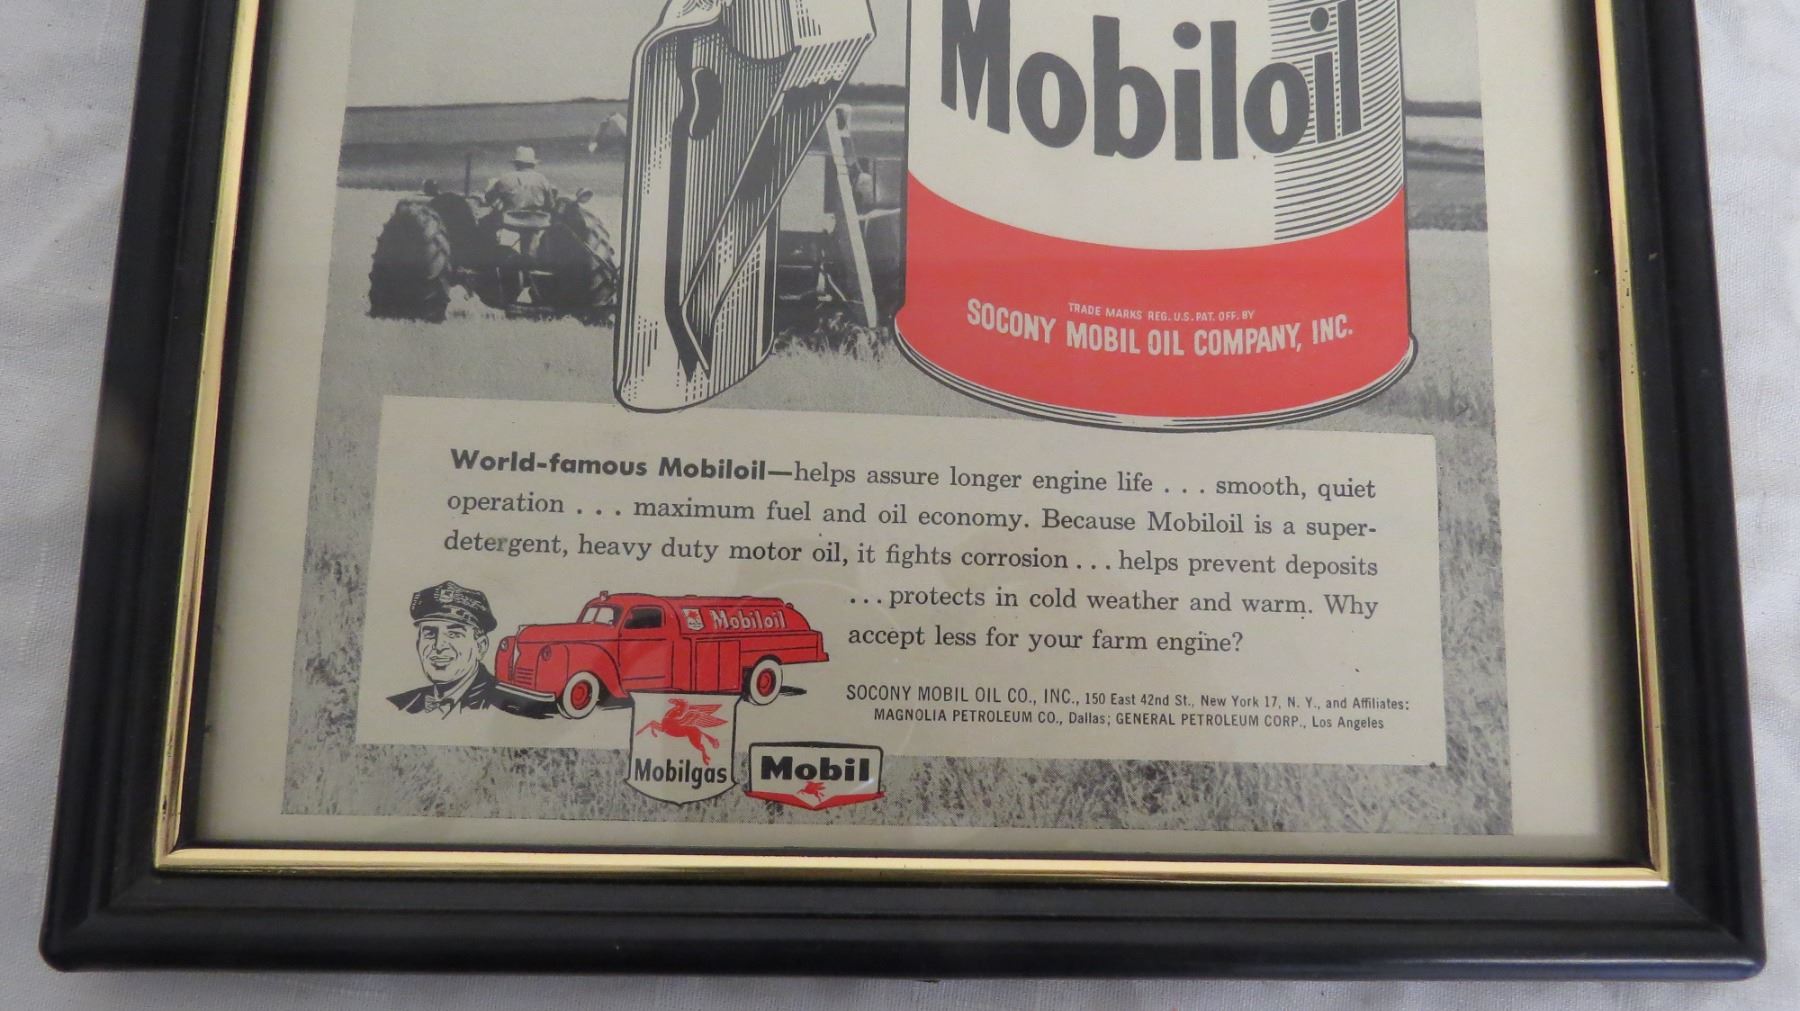 Mobiloil
TRADE MARKS REG. U.S. PAT. OFF. BY
SOCONY MOBIL OIL COMPANY, INC.
World-famous Mobiloil—helps assure longer engine life . . . smooth, quiet
operation . . . maximum fuel and oil economy. Because Mobiloil is a super-
detergent, heavy duty motor oil, it fights corrosion . . . helps prevent deposits
. . . protects in cold weather and warm. Why
accept less for your farm engine?
Mobiloil
SOCONY MOBIL OIL CO., INC., 150 East 42nd St., New York 17, N. Y., and Affiliates:
MAGNOLIA PETROLEUM CO., Dallas; GENERAL PETROLEUM CORP., Los Angeles
Mobilgas
Mobil